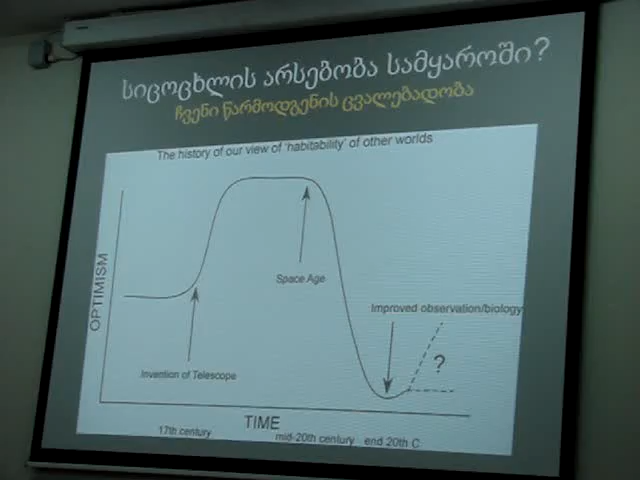 სიცოცხლის არსებობა სამყაროში?
ჩვენი წარმოდგენის ცვალებადობა
The history of our view of 'habitability' of other worlds
OPTIMISM
Space Age
Improved observation/biology
?
Invention of Telescope
TIME
17th century
mid-20th century
end 20th C.